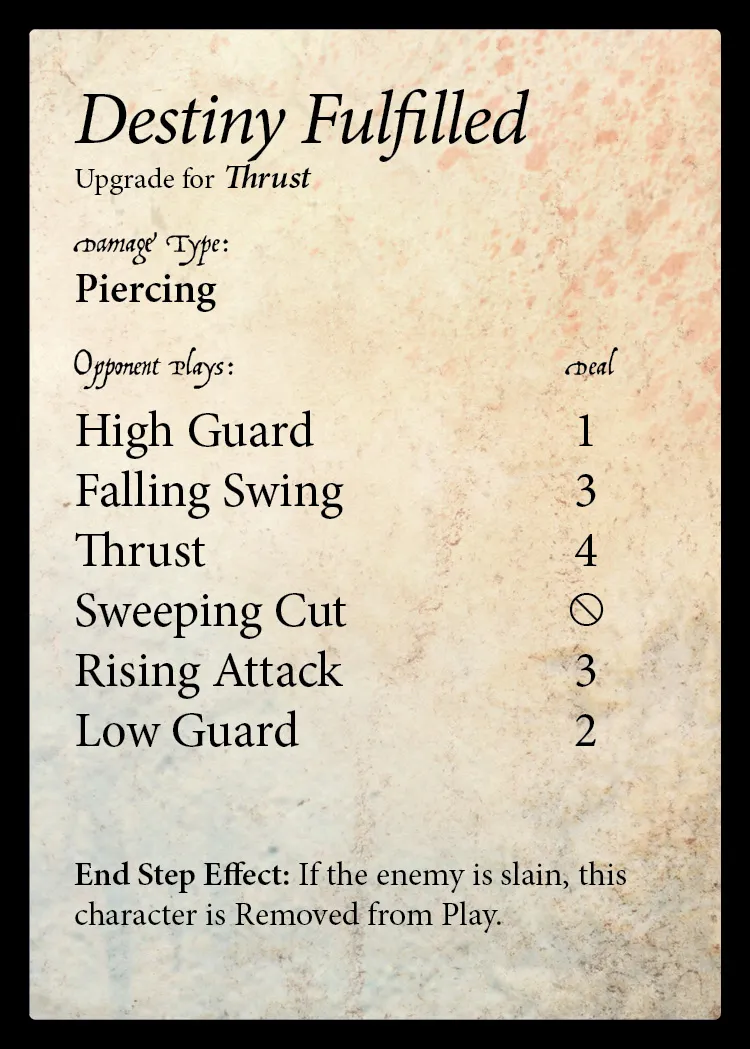 Destiny Fulfilled
Upgrade for Thrust
Damage Type:
Piercing
Opponent Plays: Deal
High Guard 1
Falling Swing 3
Thrust 4
Sweeping Cut 🛇
Rising Attack 3
Low Guard 2
End Step Effect: If the enemy is slain, this
character is Removed from Play.